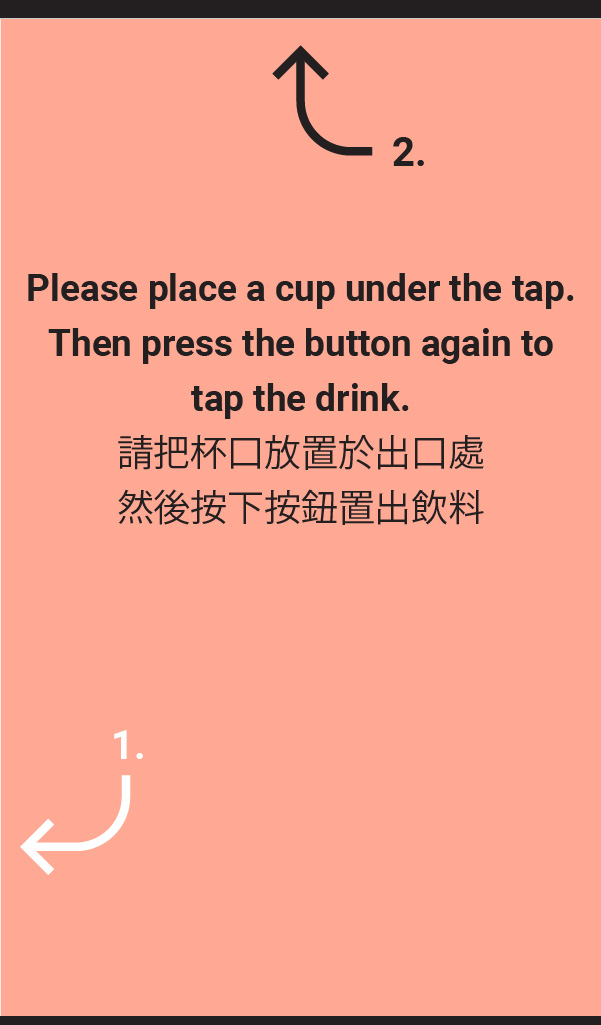 2.
Please place a cup under the tap.
Then press the button again to
tap the drink.
請把杯口放置於出口處
然後按下按鈕置出飲料
1.